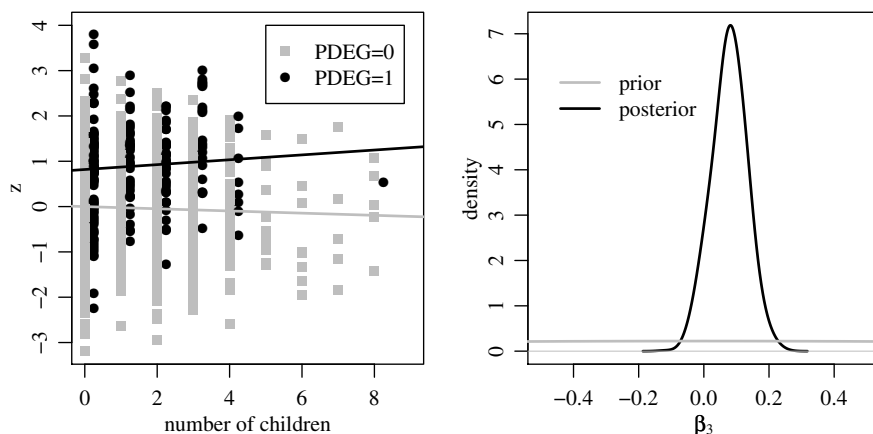 4
3
2
1
0
−1
−2
−3
z
PDEG=0
PDEG=1
0 2 4 6 8
number of children
7
6
5
4
3
2
1
0
density
prior
posterior
−0.4 −0.2 0.0 0.2 0.4
β₃